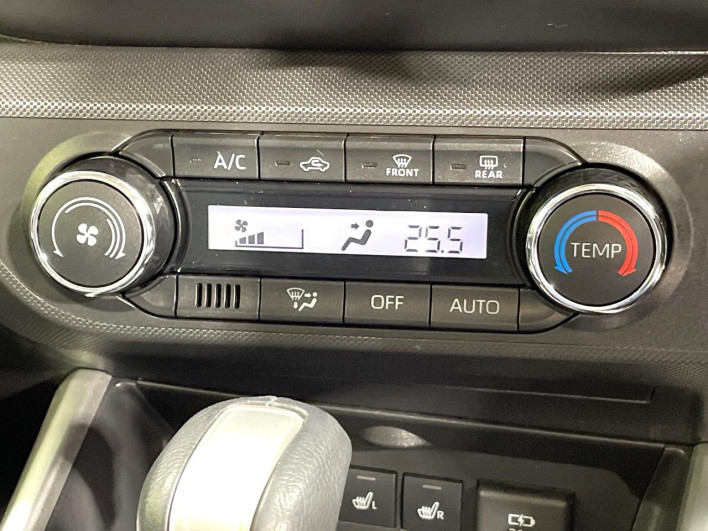 A/C
FRONT
REAR
25.5
TEMP
OFF
AUTO
L
R